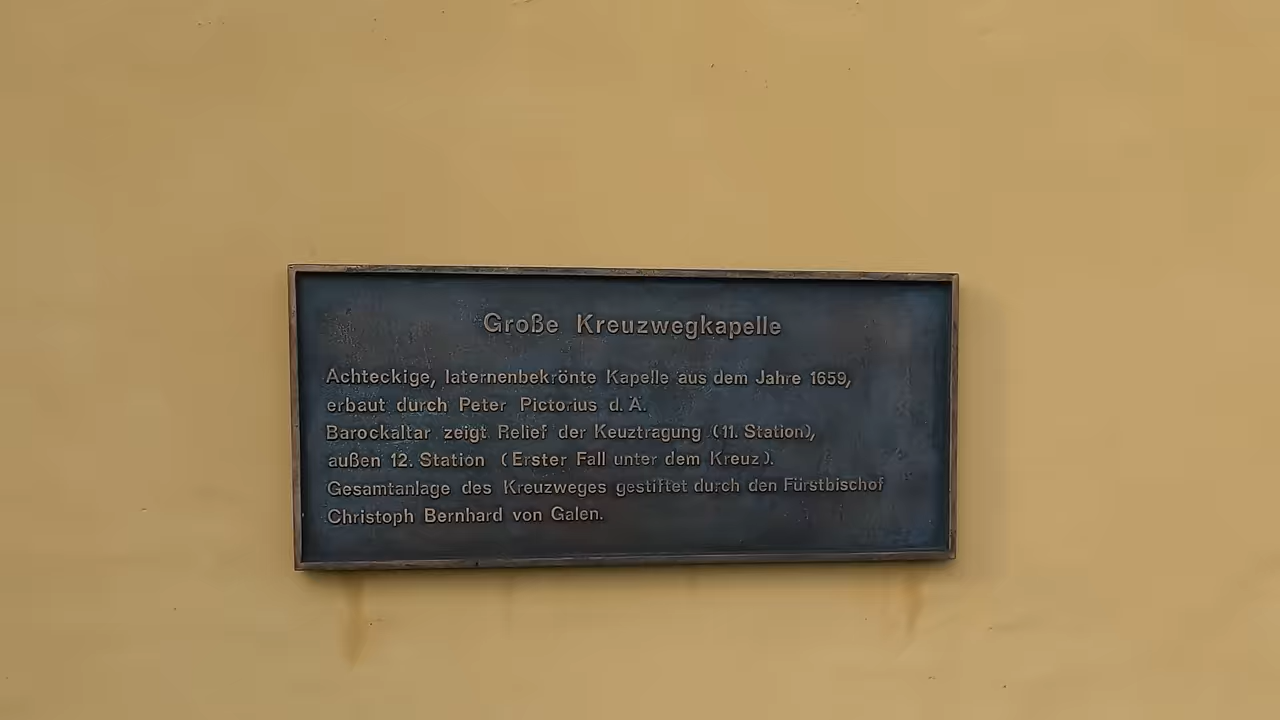 Große Kreuzwegkapelle
Achteckige, laternenbekrönte Kapelle aus dem Jahre 1659,
erbaut durch Peter Pictorius d. Ä.
Barockaltar zeigt Relief der Keuztragung (11. Station),
außen 12. Station (Erster Fall unter dem Kreuz).
Gesamtanlage des Kreuzweges gestiftet durch den Fürstbischof
Christoph Bernhard von Galen.